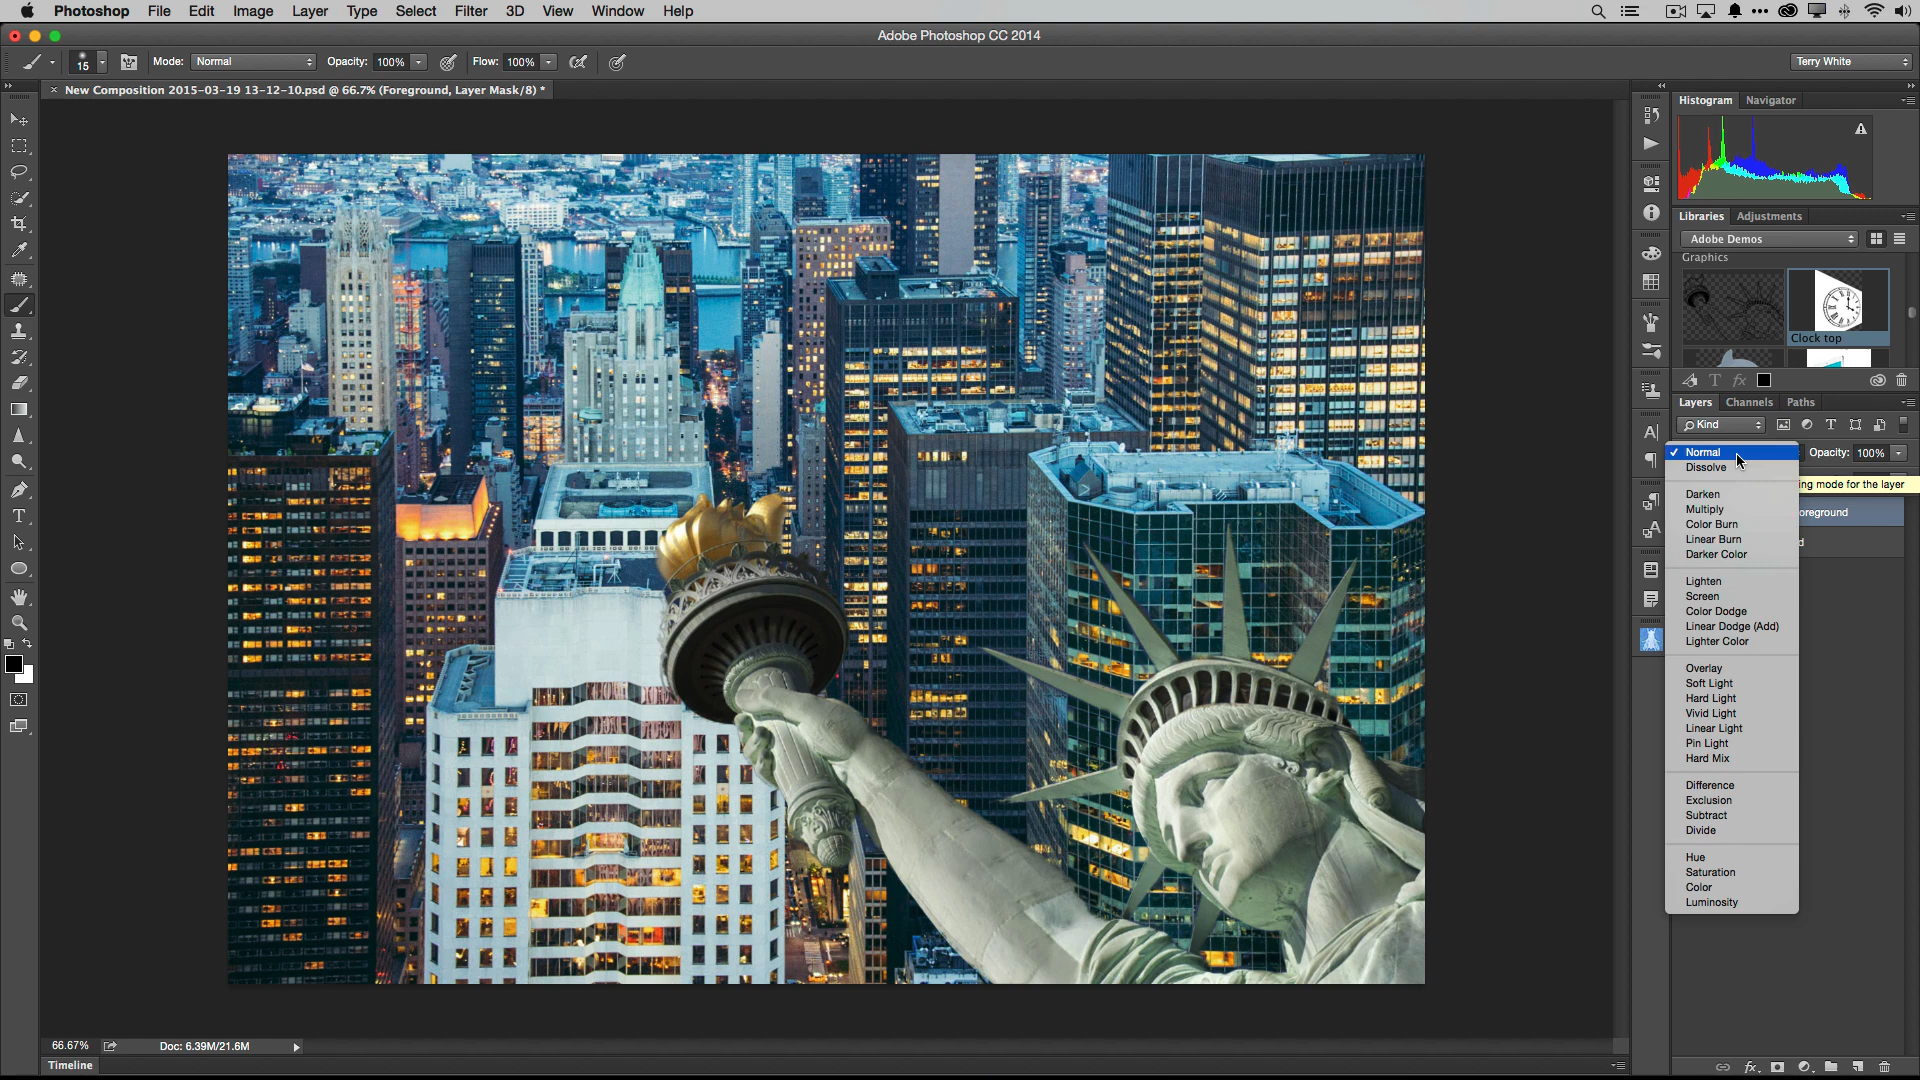 Photoshop File Edit Image Layer Type Select Filter 3D View Window Help
Adobe Photoshop CC 2014
15 Mode: Normal Opacity: 100% Flow: 100% Terry White
× New Composition 2015-03-19 13-12-10.psd @ 66.7% (Foreground, Layer Mask/8) *
Histogram Navigator
Libraries Adjustments
Adobe Demos
Graphics
Clock top
Layers Channels Paths
Kind
Normal Opacity: 100%
Dissolve
ing mode for the layer
Darken
Multiply
oreground
Color Burn
Linear Burn
d
Darker Color
Lighten
Screen
Color Dodge
Linear Dodge (Add)
Lighter Color
Overlay
Soft Light
Hard Light
Vivid Light
Linear Light
Pin Light
Hard Mix
Difference
Exclusion
Subtract
Divide
Hue
Saturation
Color
Luminosity
66.67% Doc: 6.39M/21.6M
Timeline